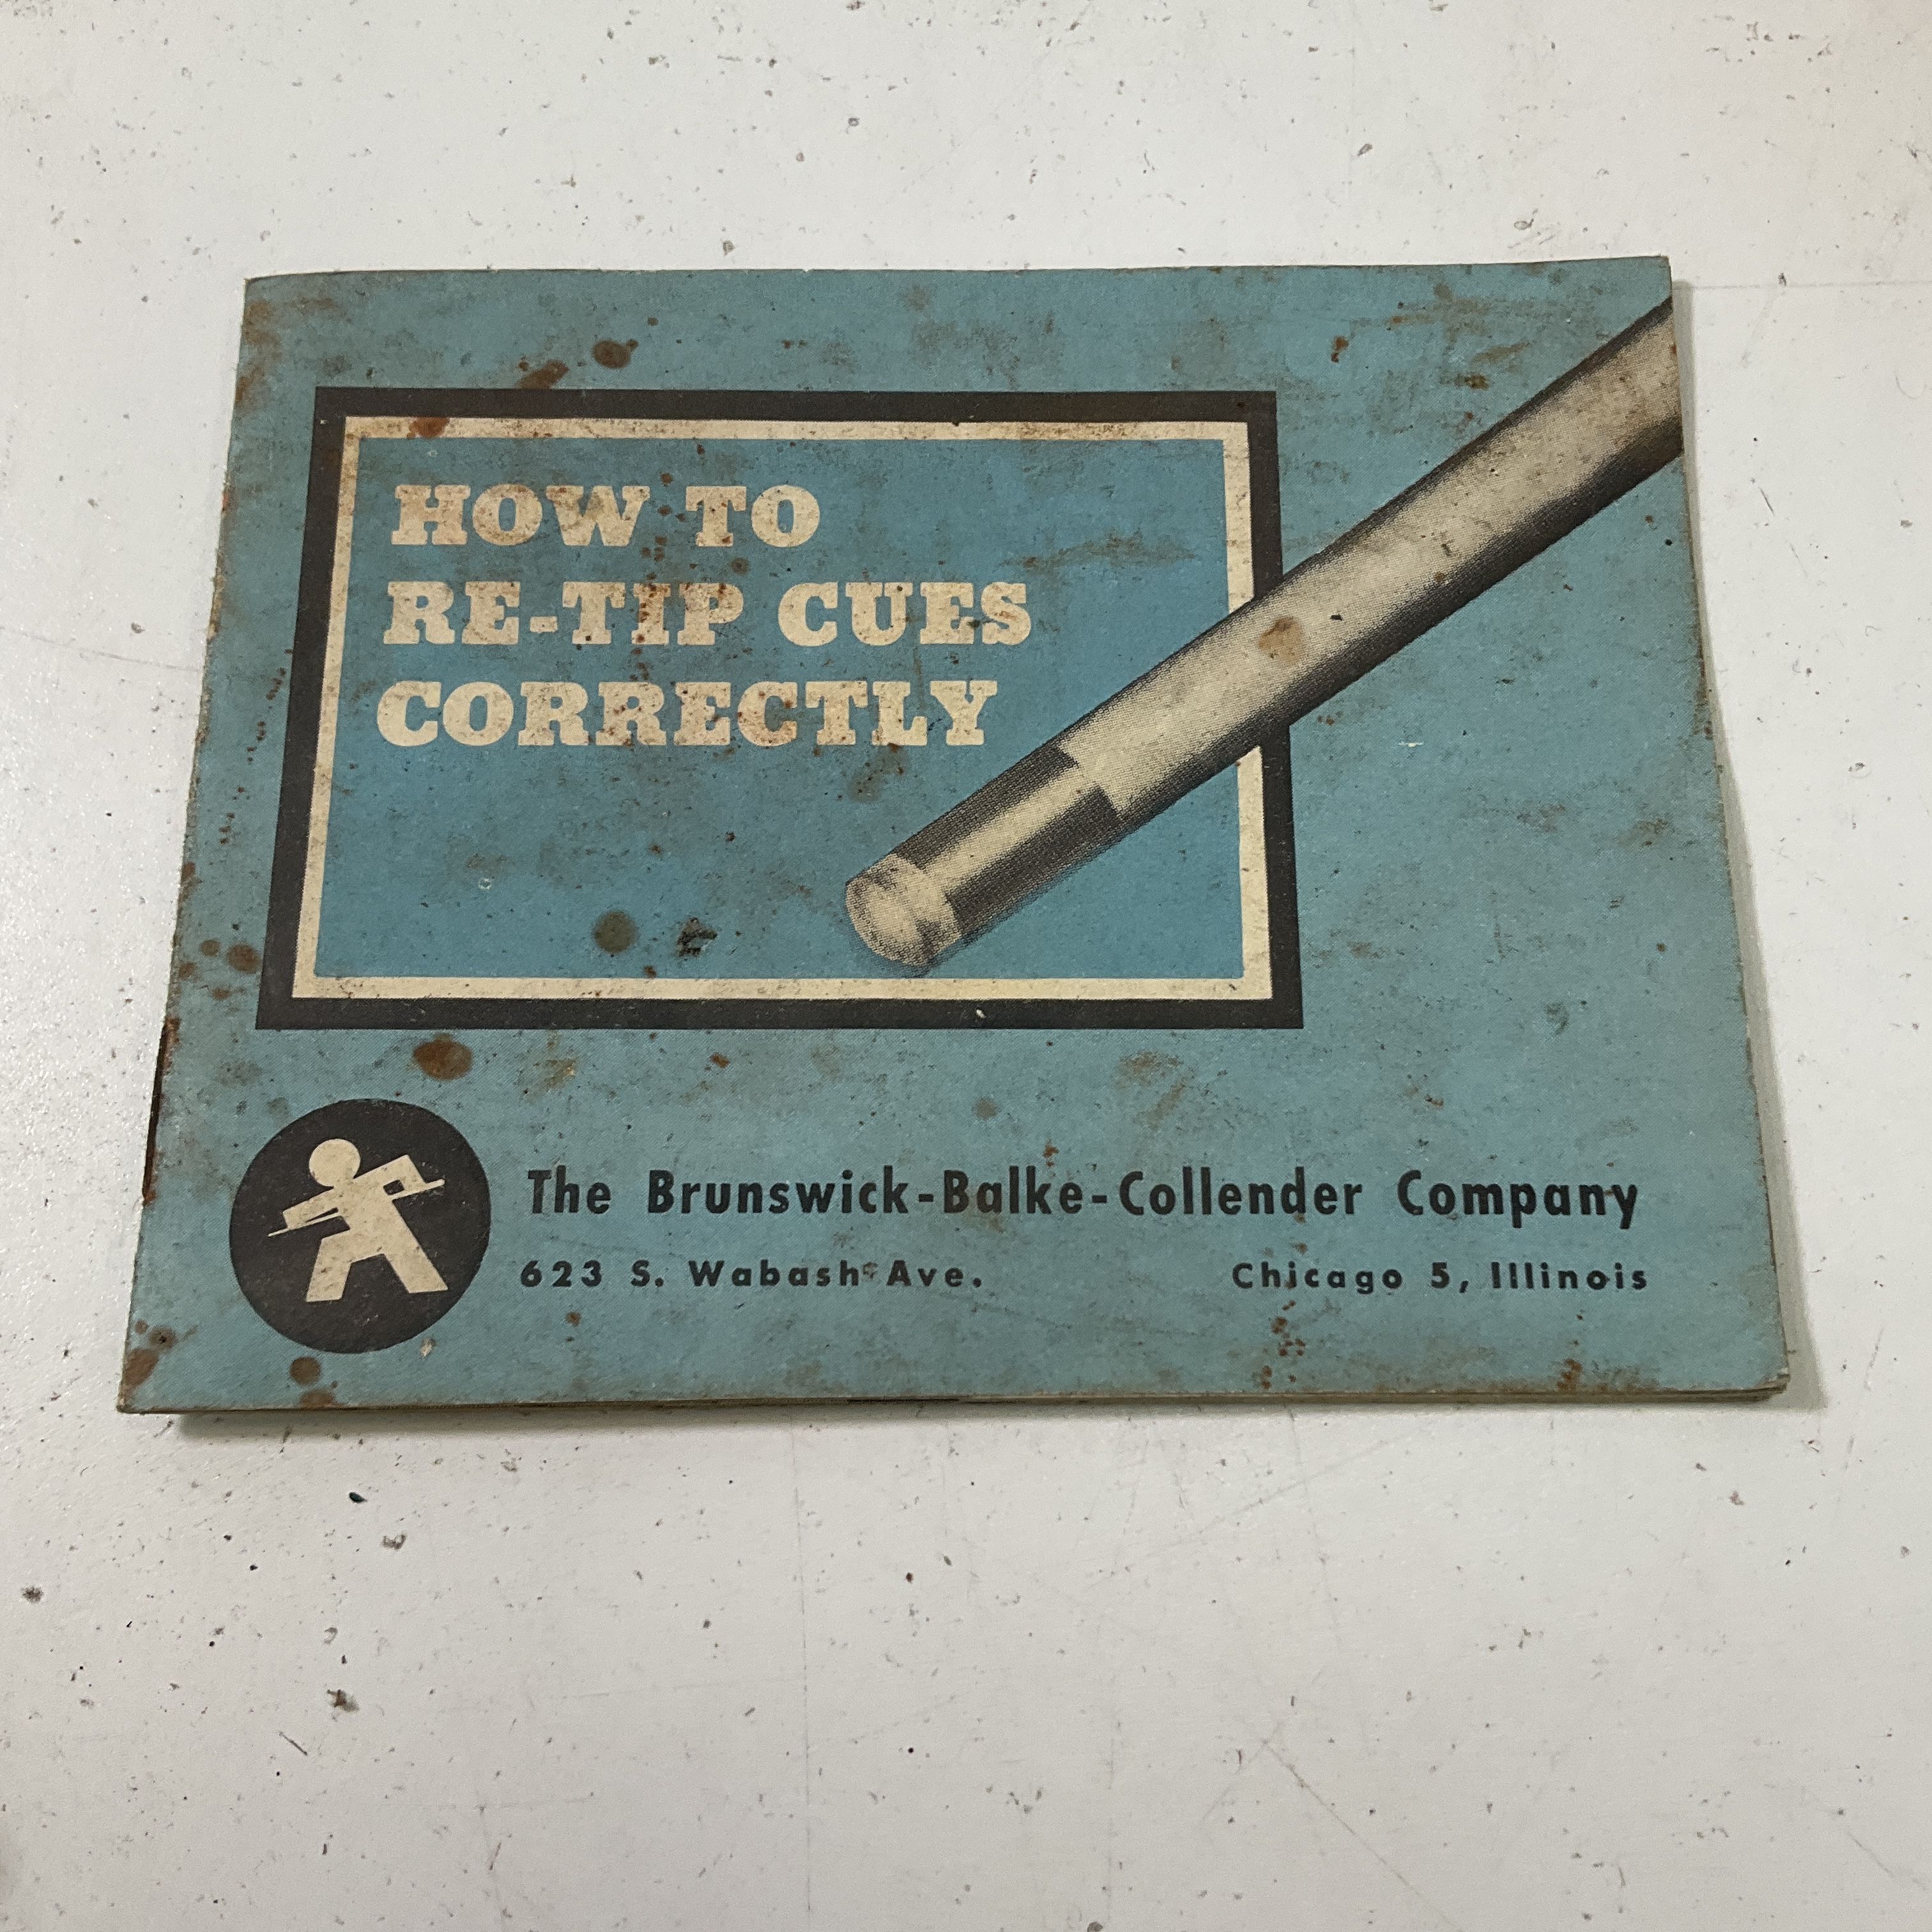 HOW TO
RE-TIP CUES
CORRECTLY
The Brunswick-Balke-Collender Company
623 S. Wabash Ave. Chicago 5, Illinois